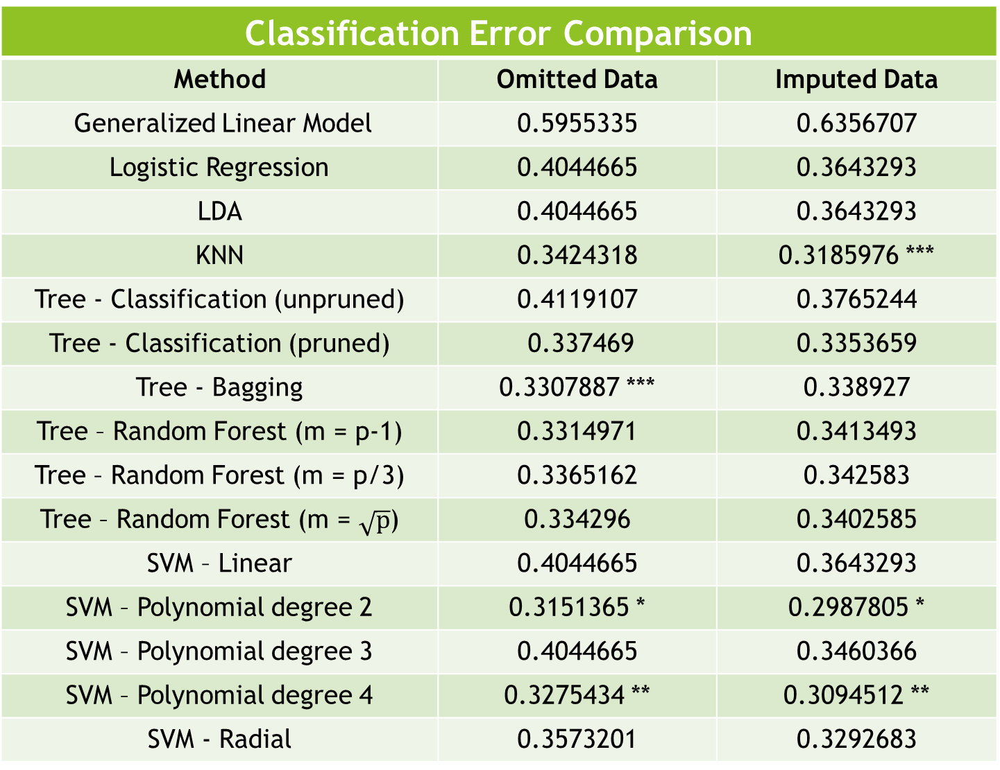 Classification Error Comparison
Method Omitted Data Imputed Data
Generalized Linear Model 0.5955335 0.6356707
Logistic Regression 0.4044665 0.3643293
LDA 0.4044665 0.3643293
KNN 0.3424318 0.3185976 ***
Tree - Classification (unpruned) 0.4119107 0.3765244
Tree - Classification (pruned) 0.337469 0.3353659
Tree - Bagging 0.3307887 *** 0.338927
Tree – Random Forest (m = p-1) 0.3314971 0.3413493
Tree – Random Forest (m = p/3) 0.3365162 0.342583
Tree – Random Forest (m = √p) 0.334296 0.3402585
SVM – Linear 0.4044665 0.3643293
SVM – Polynomial degree 2 0.3151365 * 0.2987805 *
SVM – Polynomial degree 3 0.4044665 0.3460366
SVM – Polynomial degree 4 0.3275434 ** 0.3094512 **
SVM - Radial 0.3573201 0.3292683